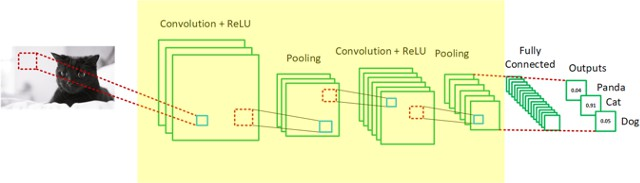 Convolution + ReLU
Pooling
Convolution + ReLU
Pooling
Fully
Connected
Outputs
Panda
Cat
Dog
0.04
0.91
0.05